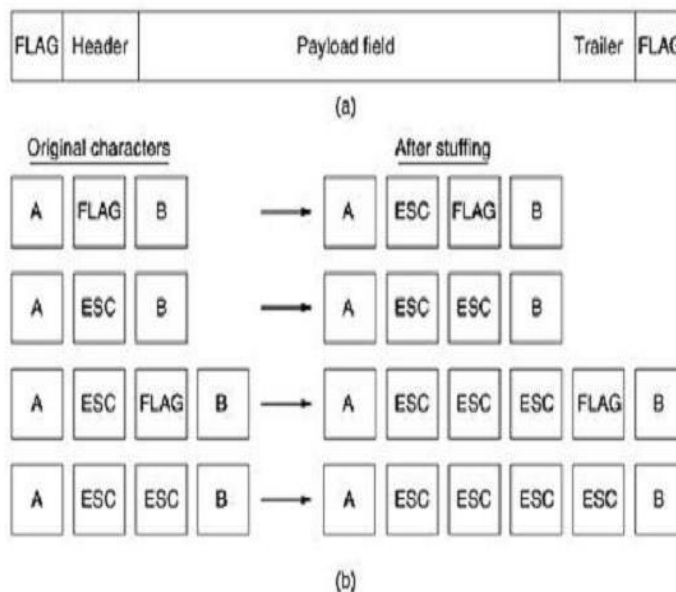 FLAG Header Payload field Trailer FLAG
(a)
Original characters After stuffing
A FLAG B A ESC FLAG B
A ESC B A ESC ESC B
A ESC FLAG B A ESC ESC ESC FLAG B
A ESC ESC B A ESC ESC ESC ESC B
(b)